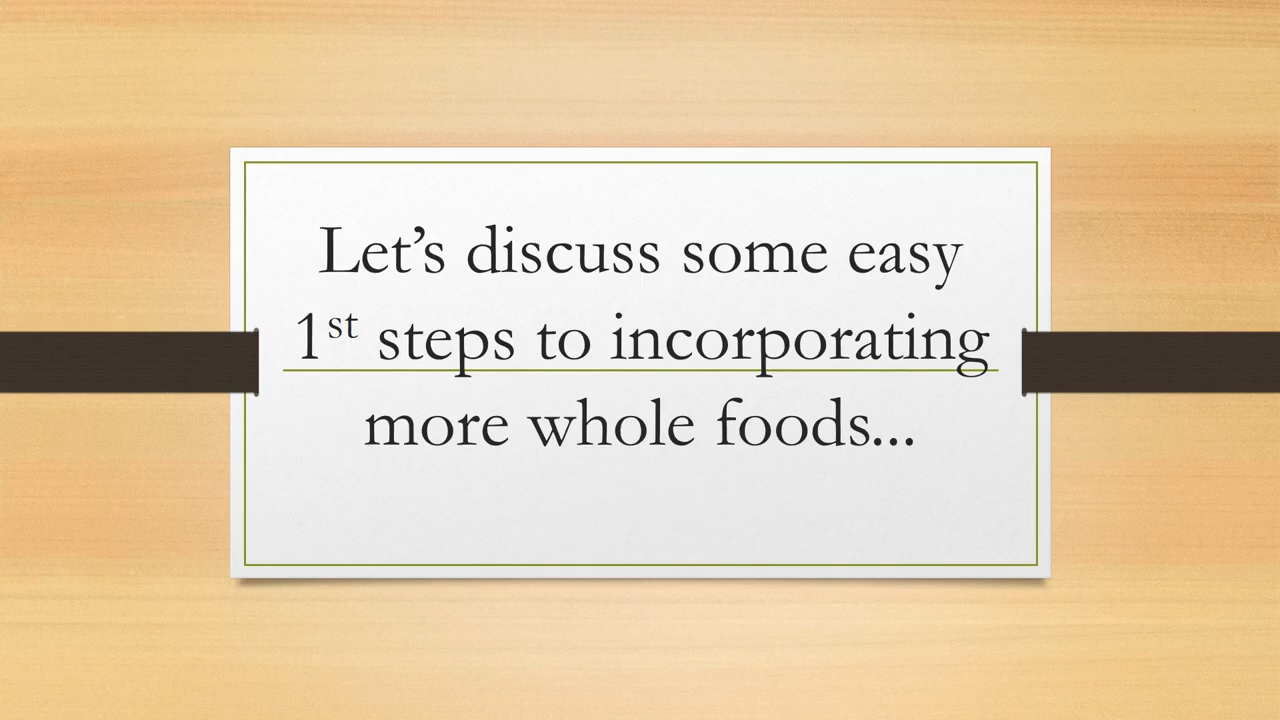 Let’s discuss some easy
1st steps to incorporating
more whole foods...